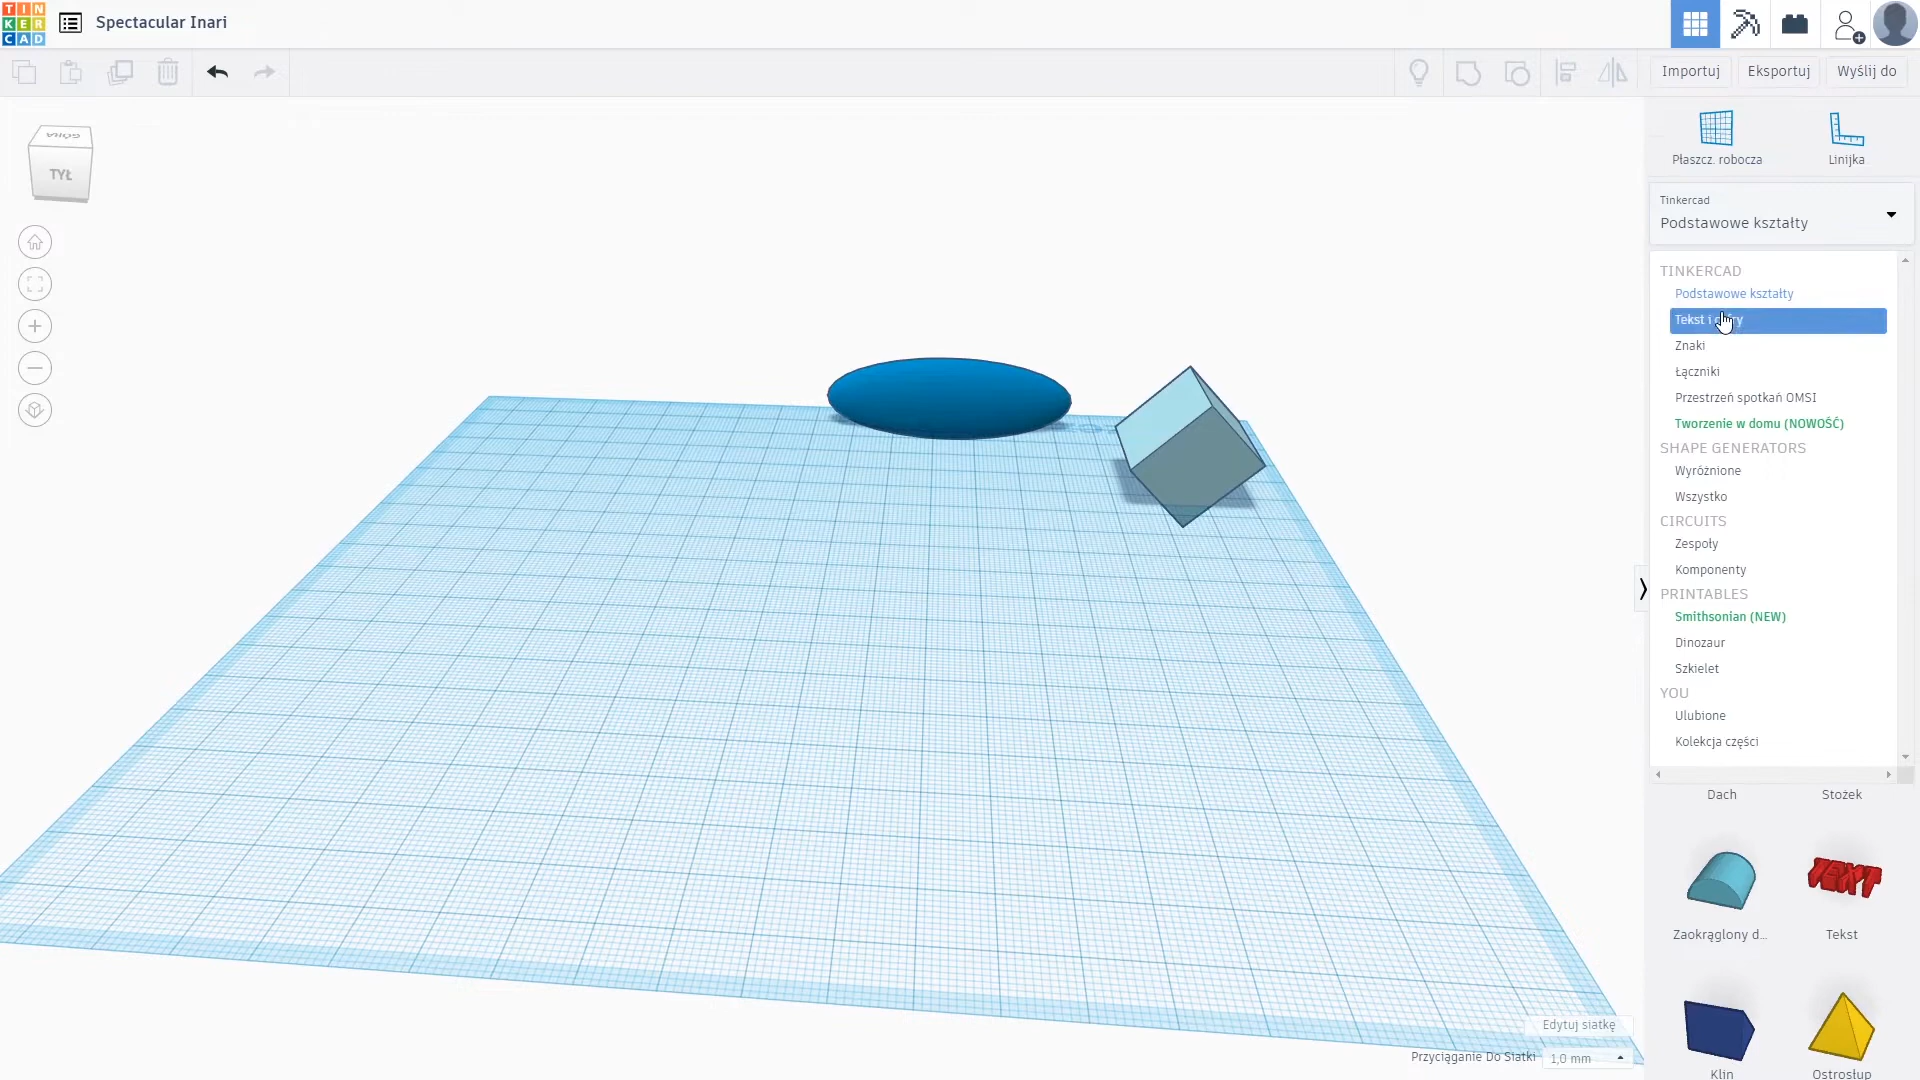 TIN
KER
CAD
Spectacular Inari
Importuj
Eksportuj
Wyślij do
GÓRA
TYŁ
Płaszcz. robocza
Linijka
Tinkercad
Podstawowe kształty
TINKERCAD
Podstawowe kształty
Tekst i
Znaki
Łączniki
Przestrzeń spotkań OMSI
Tworzenie w domu (NOWOŚĆ)
SHAPE GENERATORS
Wyróżnione
Wszystko
CIRCUITS
Zespoły
Komponenty
PRINTABLES
Smithsonian (NEW)
Dinozaur
Szkielet
YOU
Ulubione
Kolekcja części
Dach
Stożek
TEXT
Zaokrąglony d...
Tekst
Klin
Ostrosłup
Edytuj siatkę
Przyciąganie Do Siatki
1,0 mm